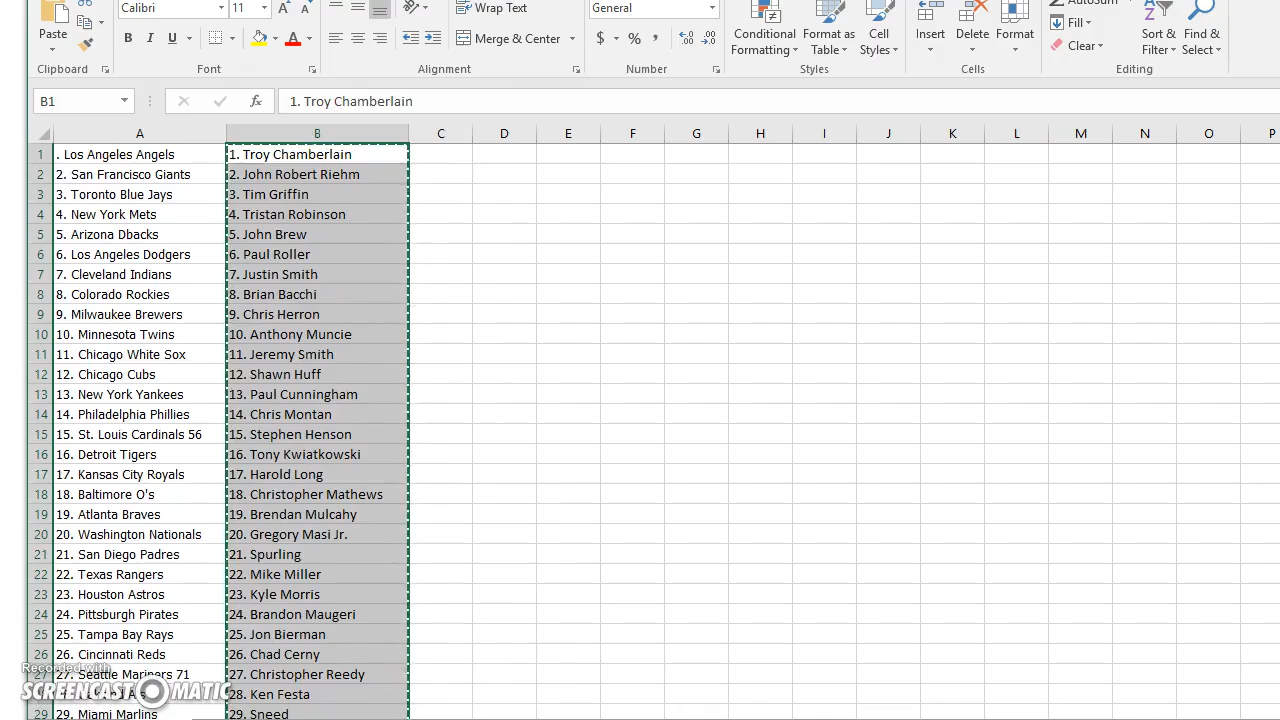 Calibri 11 A A Wrap Text General AutoSum
Paste B I U Merge & Center $ % , Conditional Formatting Format as Table Cell Styles Insert Delete Format Fill Clear Sort & Filter Find & Select
Clipboard Font Alignment Number Styles Cells Editing
B1 fx 1. Troy Chamberlain
A B C D E F G H I J K L M N O P
1 . Los Angeles Angels 1. Troy Chamberlain
2 2. San Francisco Giants 2. John Robert Riehm
3 3. Toronto Blue Jays 3. Tim Griffin
4 4. New York Mets 4. Tristan Robinson
5 5. Arizona Dbacks 5. John Brew
6 6. Los Angeles Dodgers 6. Paul Roller
7 7. Cleveland Indians 7. Justin Smith
8 8. Colorado Rockies 8. Brian Bacchi
9 9. Milwaukee Brewers 9. Chris Herron
10 10. Minnesota Twins 10. Anthony Muncie
11 11. Chicago White Sox 11. Jeremy Smith
12 12. Chicago Cubs 12. Shawn Huff
13 13. New York Yankees 13. Paul Cunningham
14 14. Philadelphia Phillies 14. Chris Montan
15 15. St. Louis Cardinals 56 15. Stephen Henson
16 16. Detroit Tigers 16. Tony Kwiatkowski
17 17. Kansas City Royals 17. Harold Long
18 18. Baltimore O's 18. Christopher Mathews
19 19. Atlanta Braves 19. Brendan Mulcahy
20 20. Washington Nationals 20. Gregory Masi Jr.
21 21. San Diego Padres 21. Spurling
22 22. Texas Rangers 22. Mike Miller
23 23. Houston Astros 23. Kyle Morris
24 24. Pittsburgh Pirates 24. Brandon Maugeri
25 25. Tampa Bay Rays 25. Jon Bierman
26 26. Cincinnati Reds 26. Chad Cerny
Recorded with
27 27. Seattle Mariners 71 27. Christopher Reedy
SCREENCAST-O-MATIC 28. Ken Festa
29 29. Miami Marlins 29. Sneed